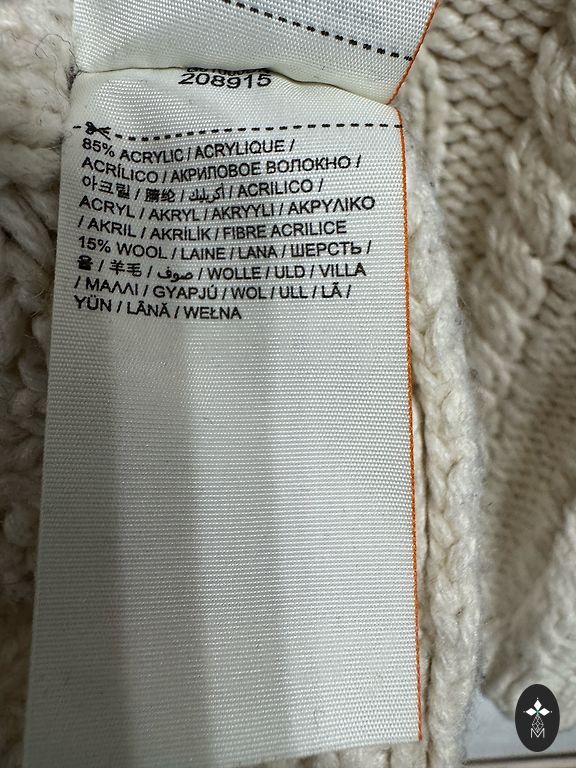 208915
85% ACRYLIC / ACRYLIQUE /
ACRÍLICO / АКРИЛОВОЕ ВОЛОКНО /
아크릴 / 腈纶 / أكريليك / ACRILICO /
ACRYL / AKRYL / AKRYYLI / ΑΚΡΥΛΙΚΟ
/ AKRIL / AKRİLİK / FIBRE ACRILICE
15% WOOL / LAINE / LANA / ШЕРСТЬ /
울 / 羊毛 / صوف / WOLLE / ULD / VILLA
/ ΜΑΛΛΙ / GYAPJÚ / WOL / ULL / LÃ /
YÜN / LÂNĂ / WEŁNA
M